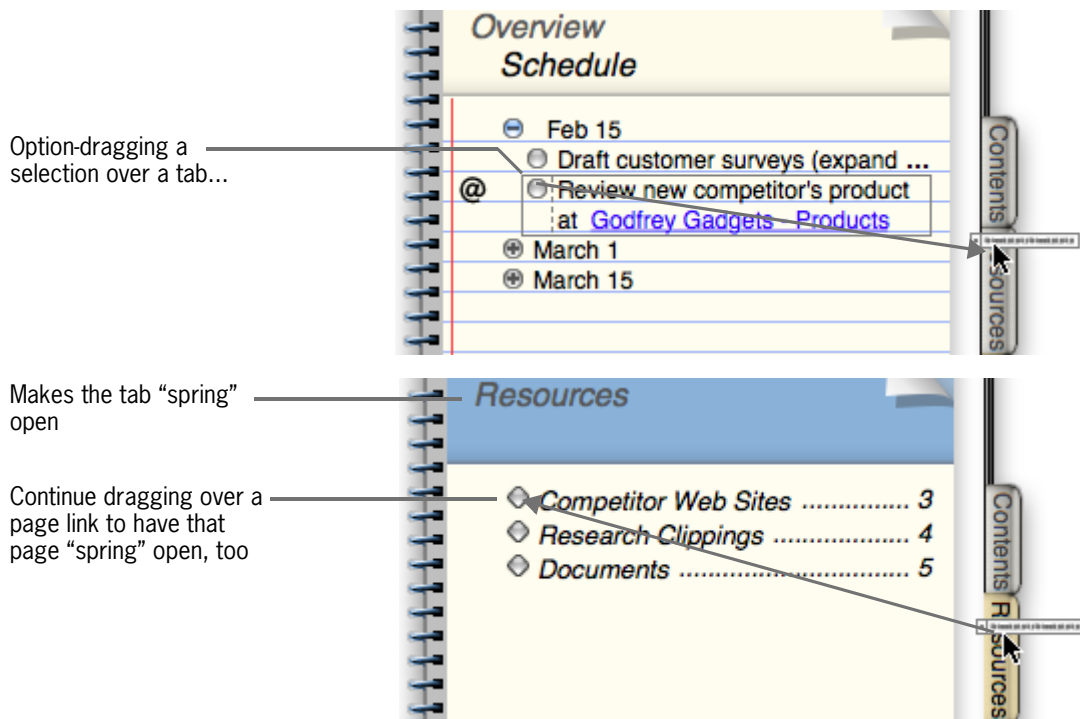 Overview
Schedule
Option-dragging a
selection over a tab...
Feb 15
Draft customer surveys (expand ...
@ Review new competitor's product
at Godfrey Gadgets - Products
March 1
March 15
Contents
sources
Makes the tab “spring”
open
Resources
Continue dragging over a
page link to have that
page “spring” open, too
Competitor Web Sites ............... 3
Research Clippings ................... 4
Documents ................................. 5
Contents
R sources